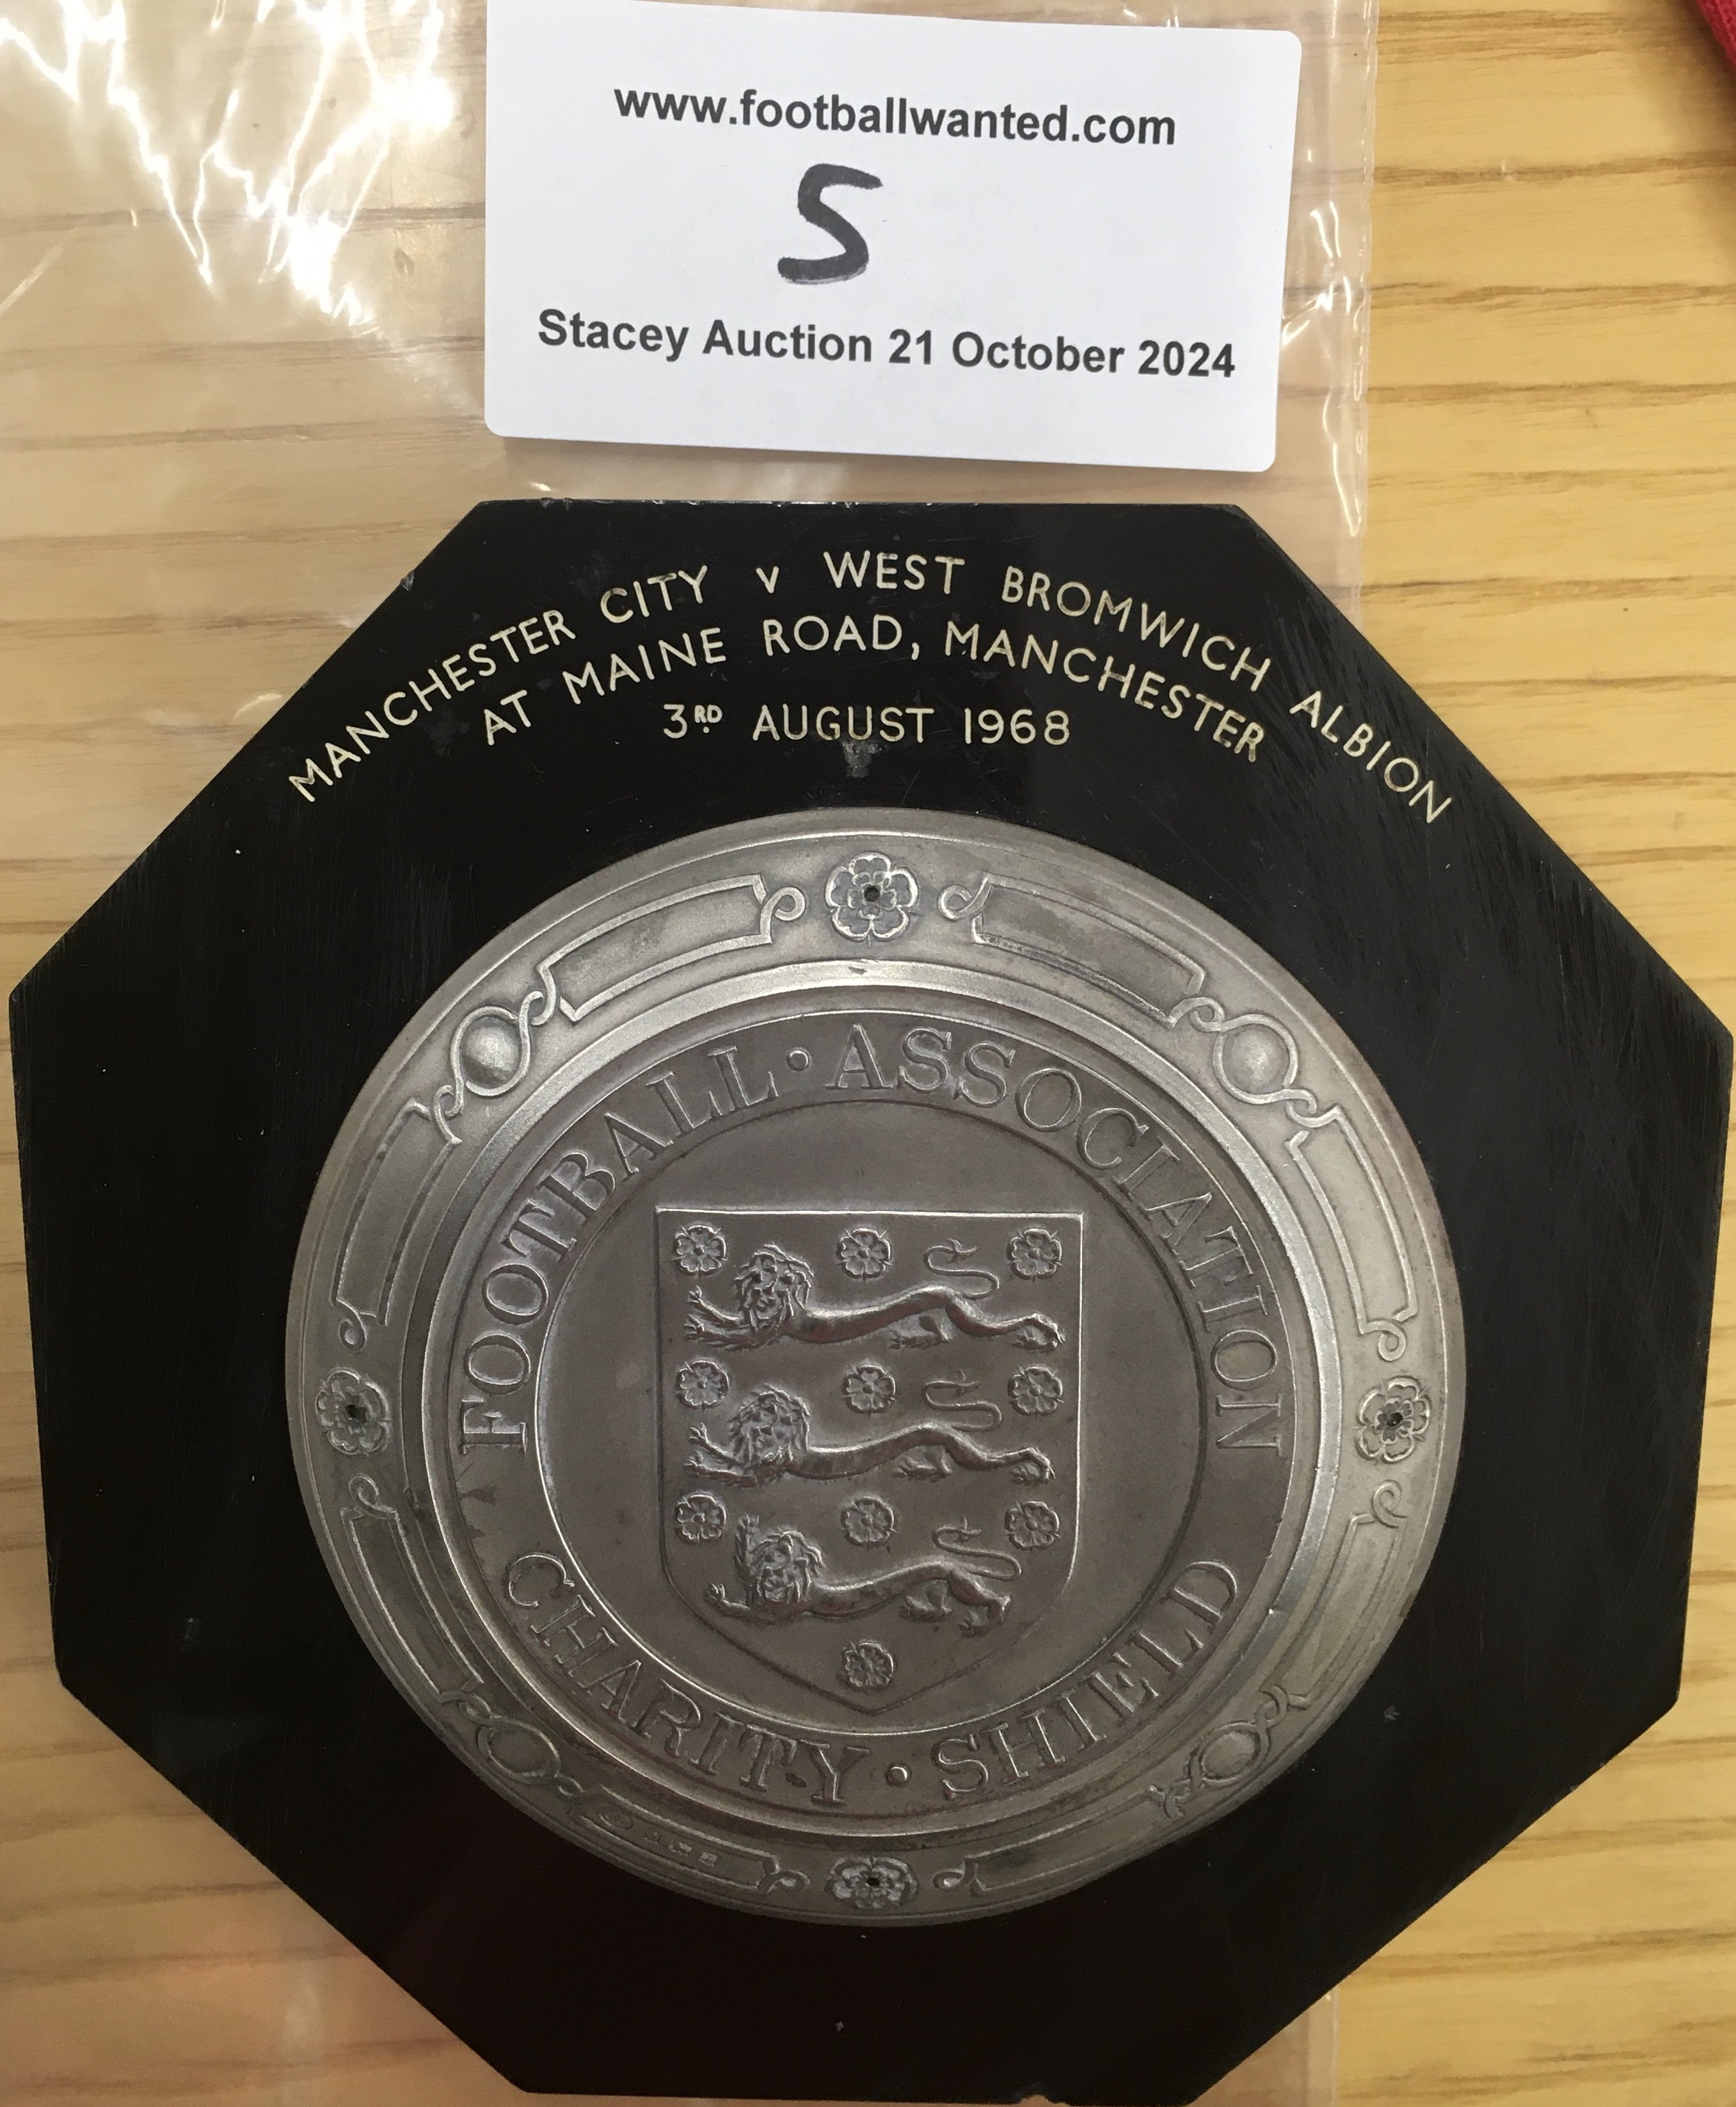 www.footballwanted.com
5
Stacey Auction 21 October 2024
MANCHESTER CITY v WEST BROMWICH ALBION
AT MAINE ROAD, MANCHESTER
3RD AUGUST 1968
FOOTBALL · ASSOCIATION
CHARITY · SHIELD